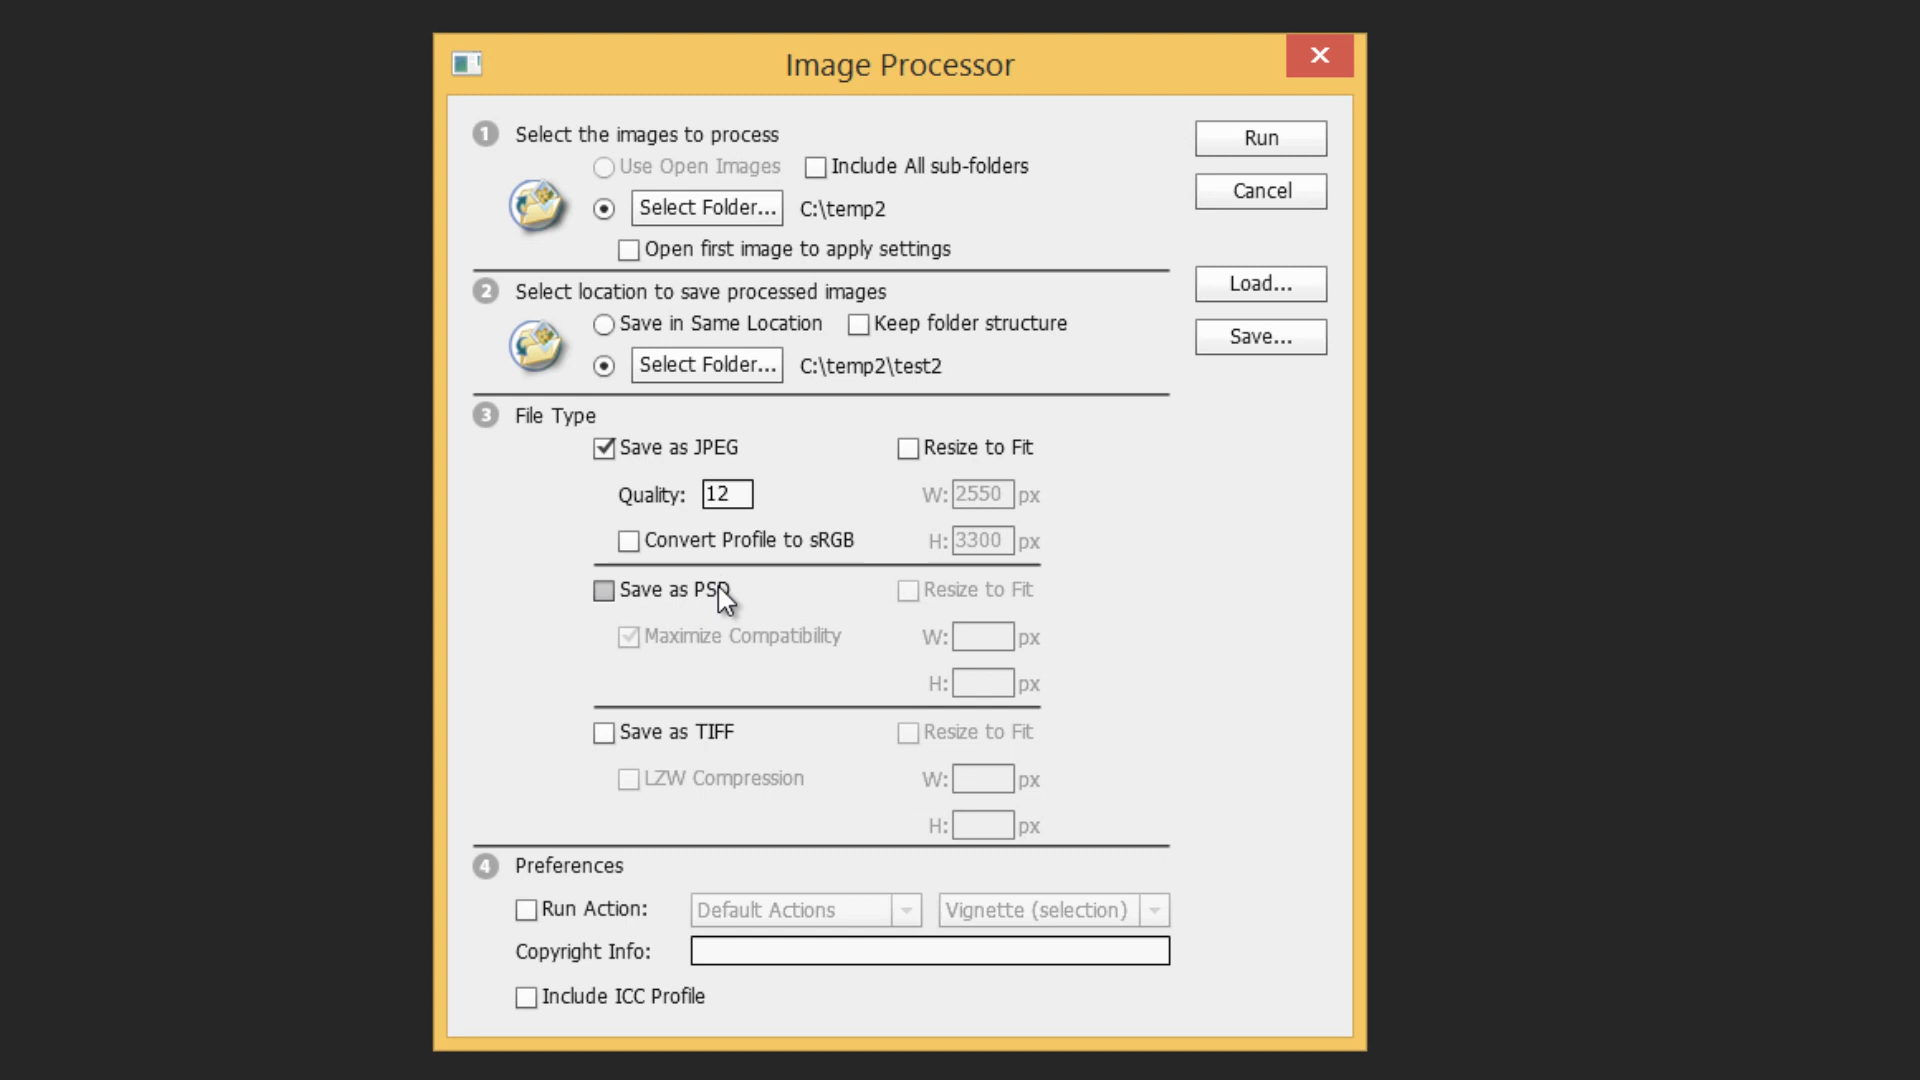 Image Processor
1 Select the images to process
Use Open Images Include All sub-folders
Select Folder... C:\temp2
Open first image to apply settings
Run
Cancel
Load...
Save...
2 Select location to save processed images
Save in Same Location Keep folder structure
Select Folder... C:\temp2\test2
3 File Type
Save as JPEG Resize to Fit
Quality: 12 W: 2550 px
Convert Profile to sRGB H: 3300 px
Save as PSD Resize to Fit
Maximize Compatibility W: px
H: px
Save as TIFF Resize to Fit
LZW Compression W: px
H: px
4 Preferences
Run Action: Default Actions Vignette (selection)
Copyright Info:
Include ICC Profile